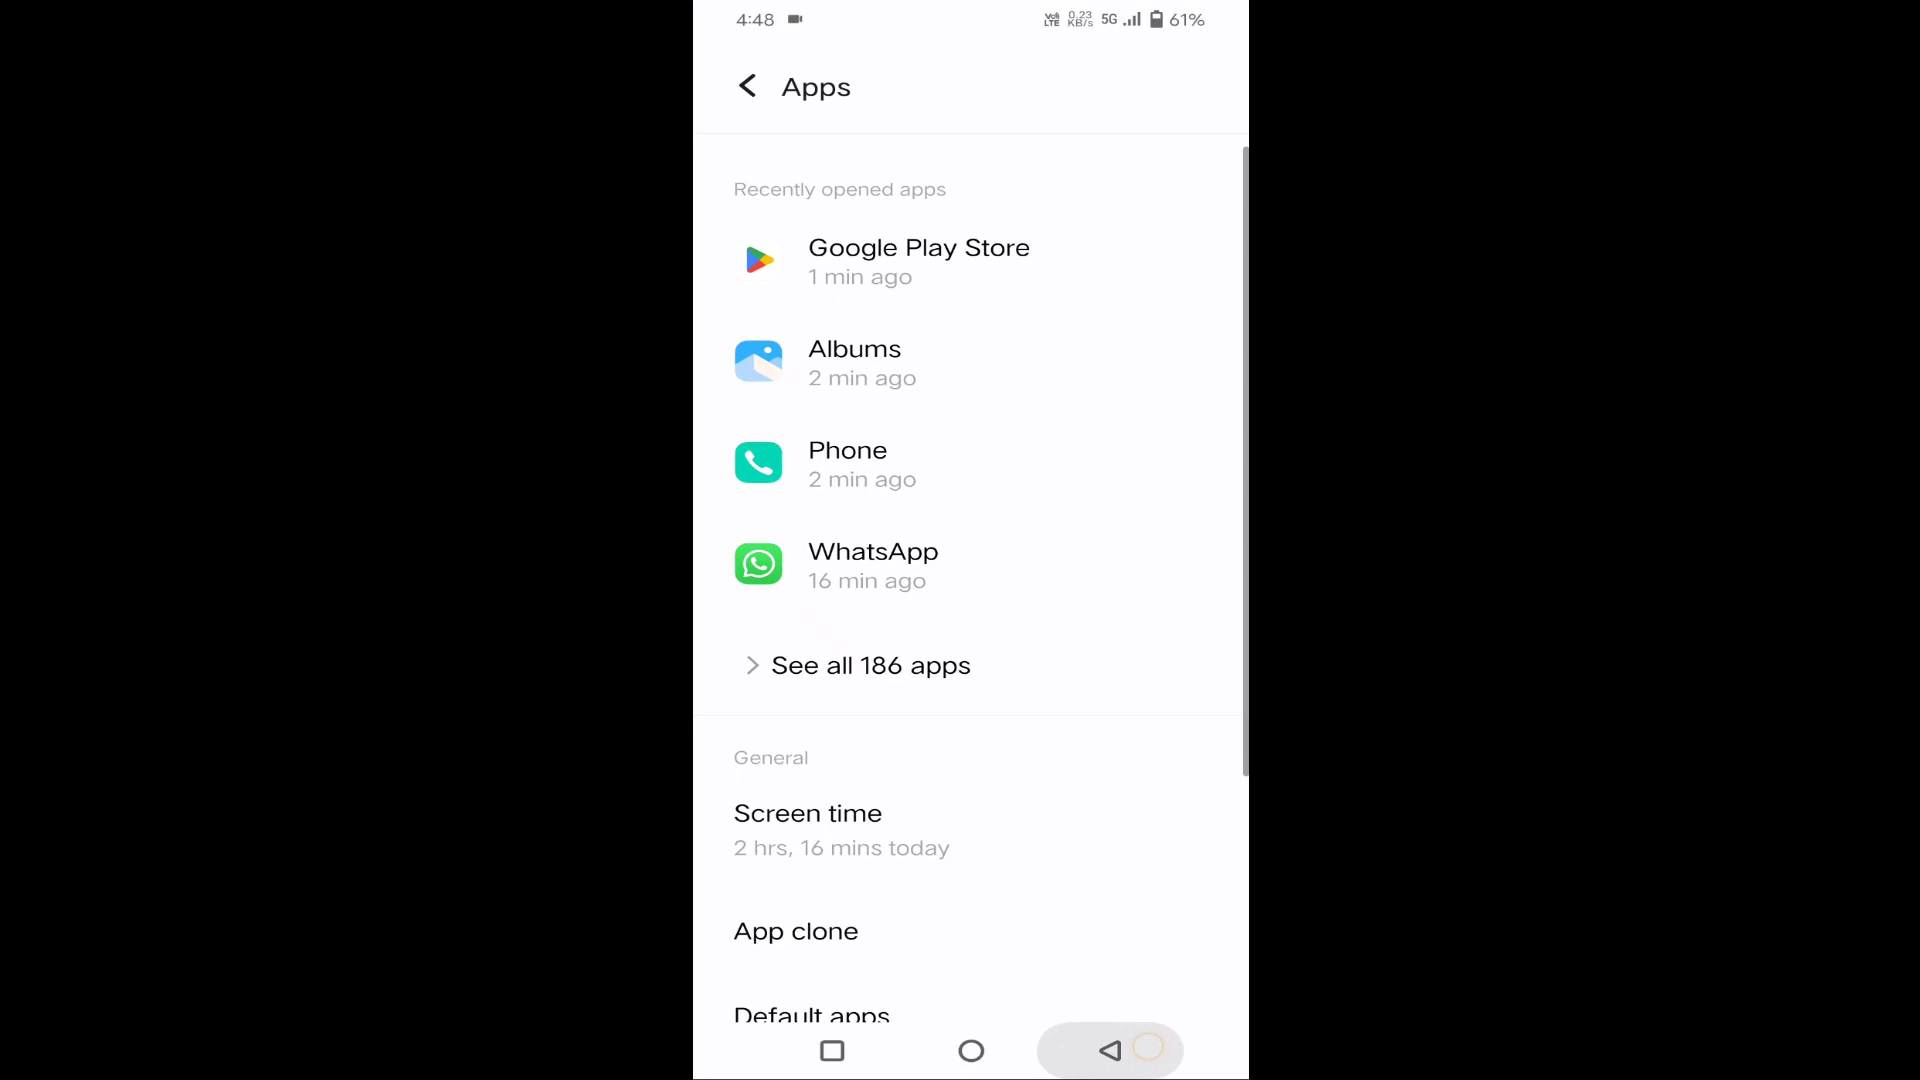 4:48 VoLTE 0.23 KB/s 5G 61%
Apps
Recently opened apps
Google Play Store
1 min ago
Albums
2 min ago
Phone
2 min ago
WhatsApp
16 min ago
See all 186 apps
General
Screen time
2 hrs, 16 mins today
App clone
Default apps